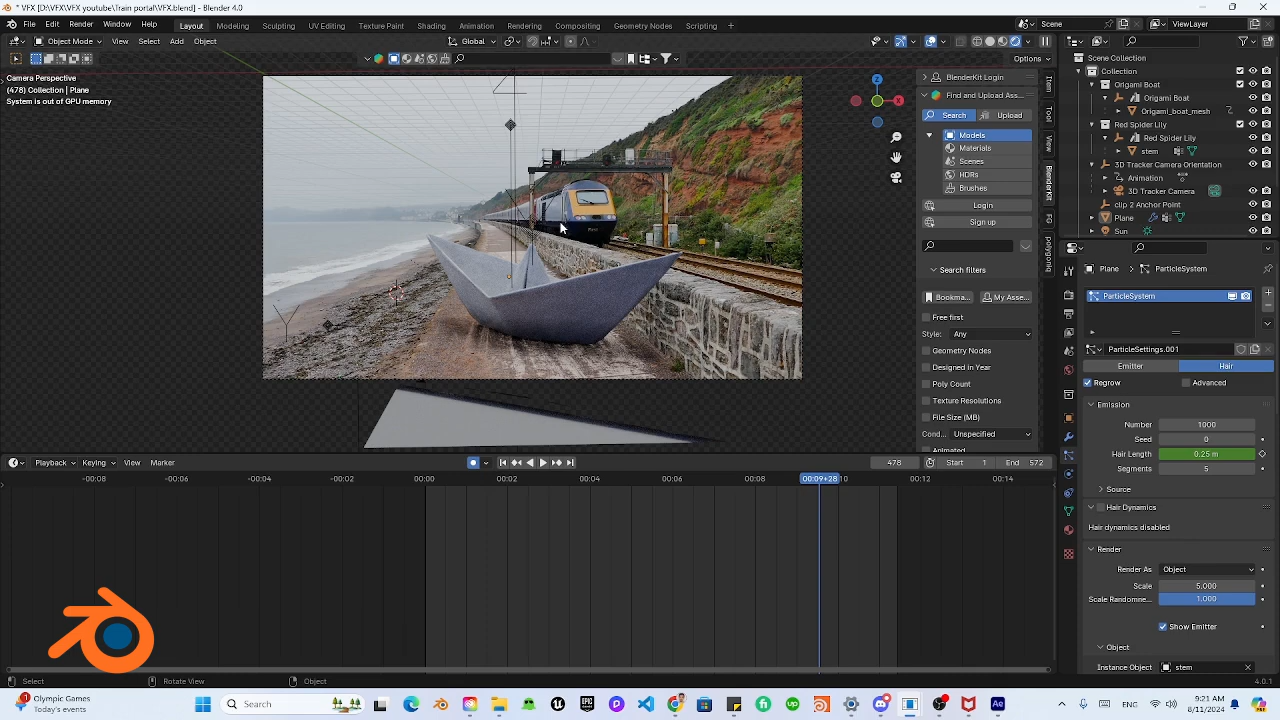 * VFX [D:\VFX\VFX youtube\Train portal\VFX.blend] - Blender 4.0
File Edit Render Window Help Layout Modeling Sculpting UV Editing Texture Paint Shading Animation Rendering Compositing Geometry Nodes Scripting + Scene ViewLayer
Object Mode View Select Add Object Global
Options
Camera Perspective
(478) Collection | Plane
System is out of GPU memory
Z
X
BlenderKit Login
Find and Upload Ass...
Search Upload
Models
Materials
Scenes
HDRs
Brushes
Login
Sign up
Search filters
Bookma... My Asse...
Free first
Style: Any
Geometry Nodes
Designed in Year
Poly Count
Texture Resolutions
File Size (MB)
Cond... Unspecified
Animated
Item
Tool
View
BlenderKit
FG
polygoniq
Scene Collection
Collection
Origami Boat
Origami Boat
Origami_boat_mesh
Red Spider Lily
Red Spider Lily
stem
3D Tracker Camera Orientation
Animation
3D Tracker Camera
clip 2 Anchor Point
Plane
Sun
Plane > ParticleSystem
ParticleSystem
ParticleSettings.001
Emitter Hair
Regrow Advanced
Emission
Number 1000
Seed 0
Hair Length 0.25 m
Segments 5
Source
Hair Dynamics
Hair dynamics disabled
Render
Render As Object
Scale 5.000
Scale Randomne... 1.000
Show Emitter
Object
Instance Object stem
Playback Keying View Marker 478 Start 1 End 572
-00:08 -00:06 -00:04 -00:02 00:00 00:02 00:04 00:06 00:08 00:09+28 10 00:12 00:14
Select Rotate View Object 4.0.1
1
Olympic Games
Today's events
Search
ENG
9:21 AM
8/11/2024